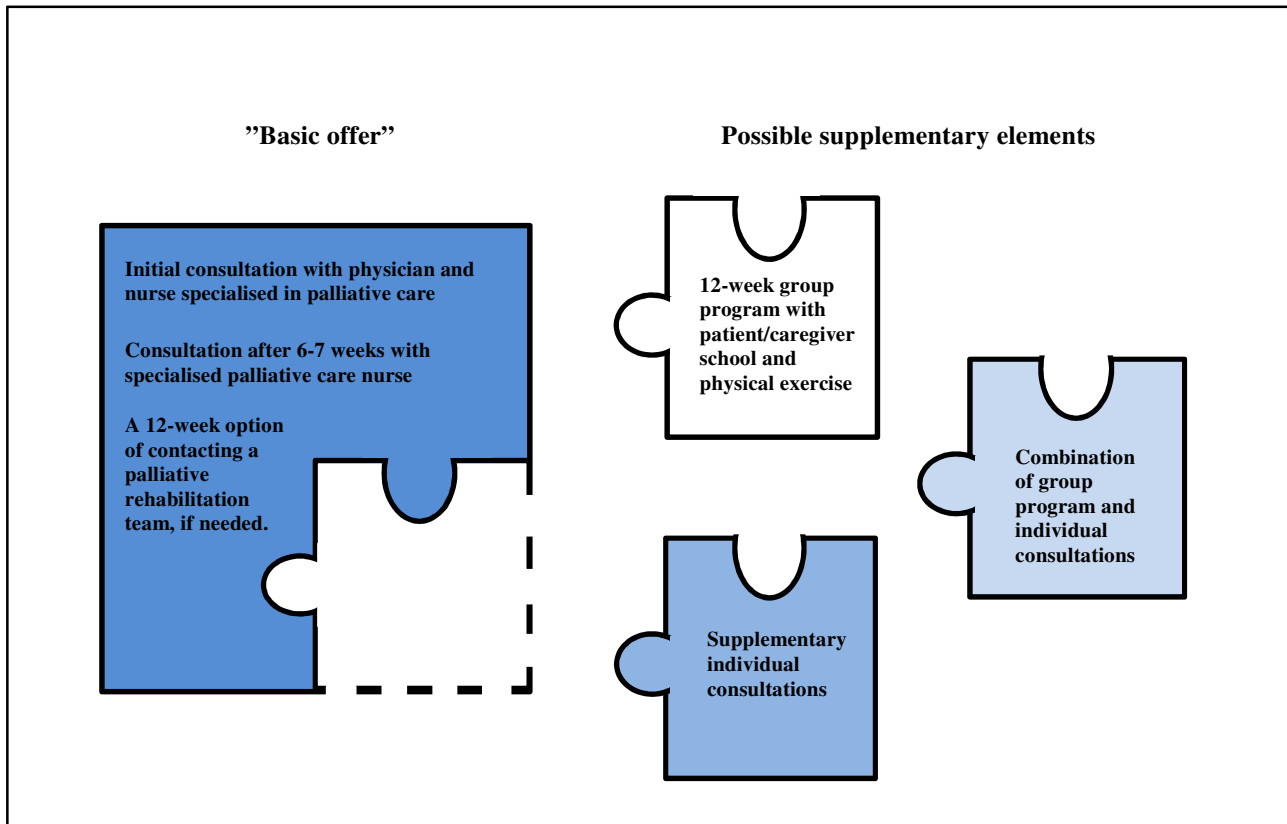 ”Basic offer”
Possible supplementary elements
Initial consultation with physician and
nurse specialised in palliative care
Consultation after 6-7 weeks with
specialised palliative care nurse
A 12-week option
of contacting a
palliative
rehabilitation
team, if needed.
12-week group
program with
patient/caregiver
school and
physical exercise
Combination
of group
program and
individual
consultations
Supplementary
individual
consultations